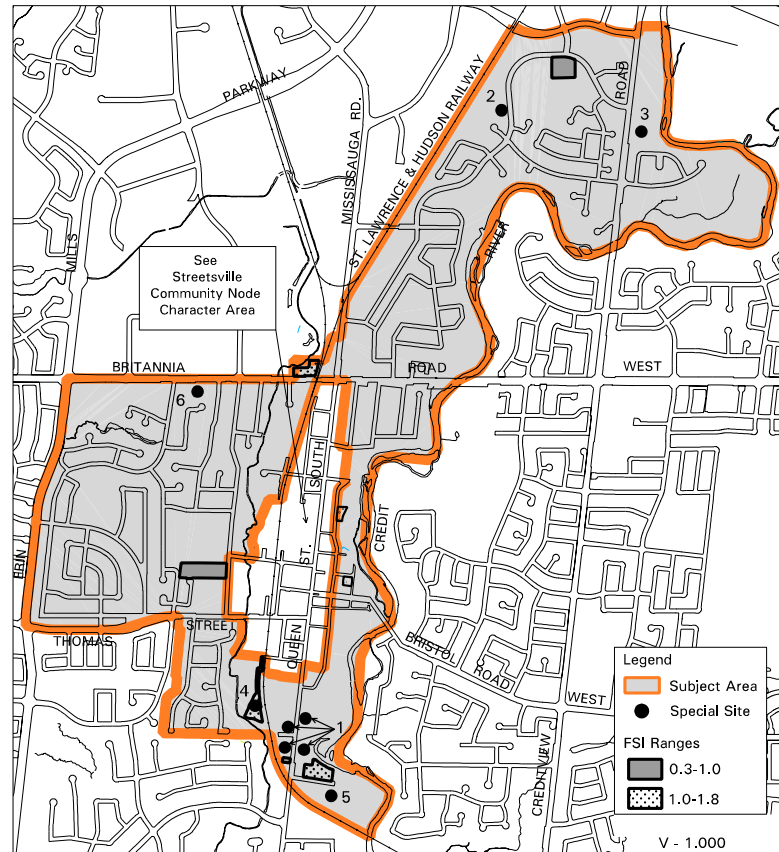 PARKWAY
MISSISSAUGA RD.
ST. LAWRENCE & HUDSON RAILWAY
2
ROAD
3
MILLS
See
Streetsville
Community Node
Character Area
RIVER
BRITANNIA
ROAD
WEST
6
SOUTH
ST.
QUEEN
CREDIT
ERIN
THOMAS
STREET
BRISTOL
ROAD
WEST
CREDITVIEW
4
1
5
Legend
Subject Area
Special Site
FSI Ranges
0.3-1.0
1.0-1.8
V - 1.000